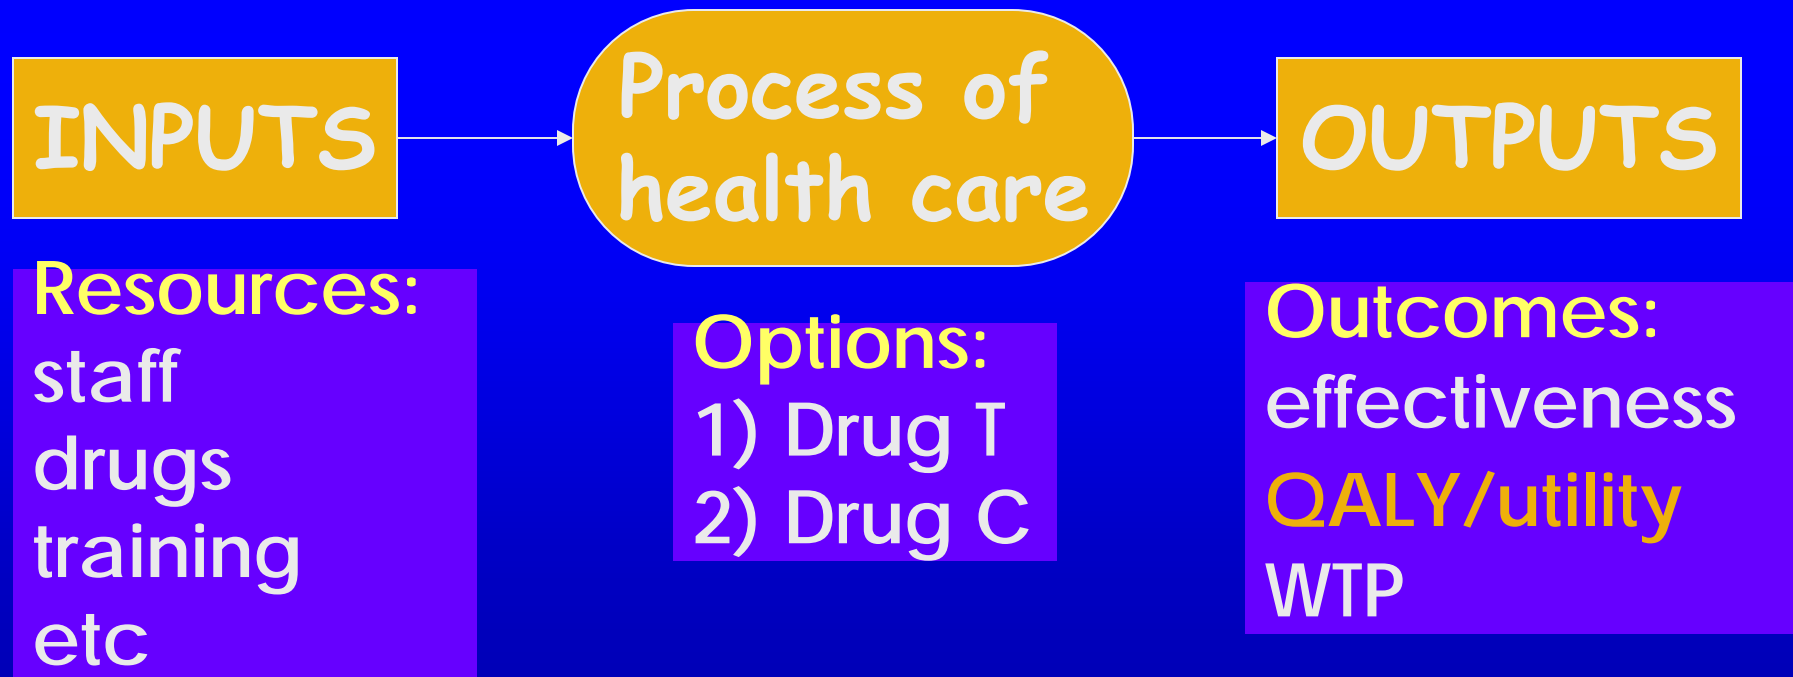 INPUTS
Process of
health care
OUTPUTS
Resources:
staff
drugs
training
etc
Options:
1) Drug T
2) Drug C
Outcomes:
effectiveness
QALY/utility
WTP